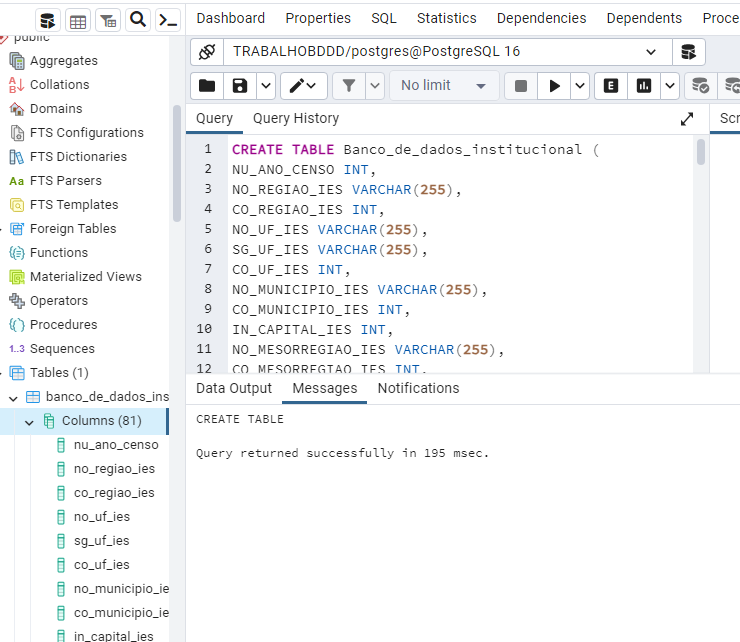 Dashboard Properties SQL Statistics Dependencies Dependents Proce
public
Aggregates
Collations
Domains
FTS Configurations
FTS Dictionaries
Aa FTS Parsers
FTS Templates
Foreign Tables
Functions
Materialized Views
Operators
Procedures
1..3 Sequences
Tables (1)
banco_de_dados_ins
Columns (81)
nu_ano_censo
no_regiao_ies
co_regiao_ies
no_uf_ies
sg_uf_ies
co_uf_ies
no_municipio_ie
co_municipio_ie
in_capital_ies
TRABALHOBDDD/postgres@PostgreSQL 16
No limit
E
Query Query History
Scr
1 CREATE TABLE Banco_de_dados_institucional (
2 NU_ANO_CENSO INT,
3 NO_REGIAO_IES VARCHAR(255),
4 CO_REGIAO_IES INT,
5 NO_UF_IES VARCHAR(255),
6 SG_UF_IES VARCHAR(255),
7 CO_UF_IES INT,
8 NO_MUNICIPIO_IES VARCHAR(255),
9 CO_MUNICIPIO_IES INT,
10 IN_CAPITAL_IES INT,
11 NO_MESORREGIAO_IES VARCHAR(255),
12 CO_MESORREGIAO_IES INT,
Data Output Messages Notifications
CREATE TABLE
Query returned successfully in 195 msec.